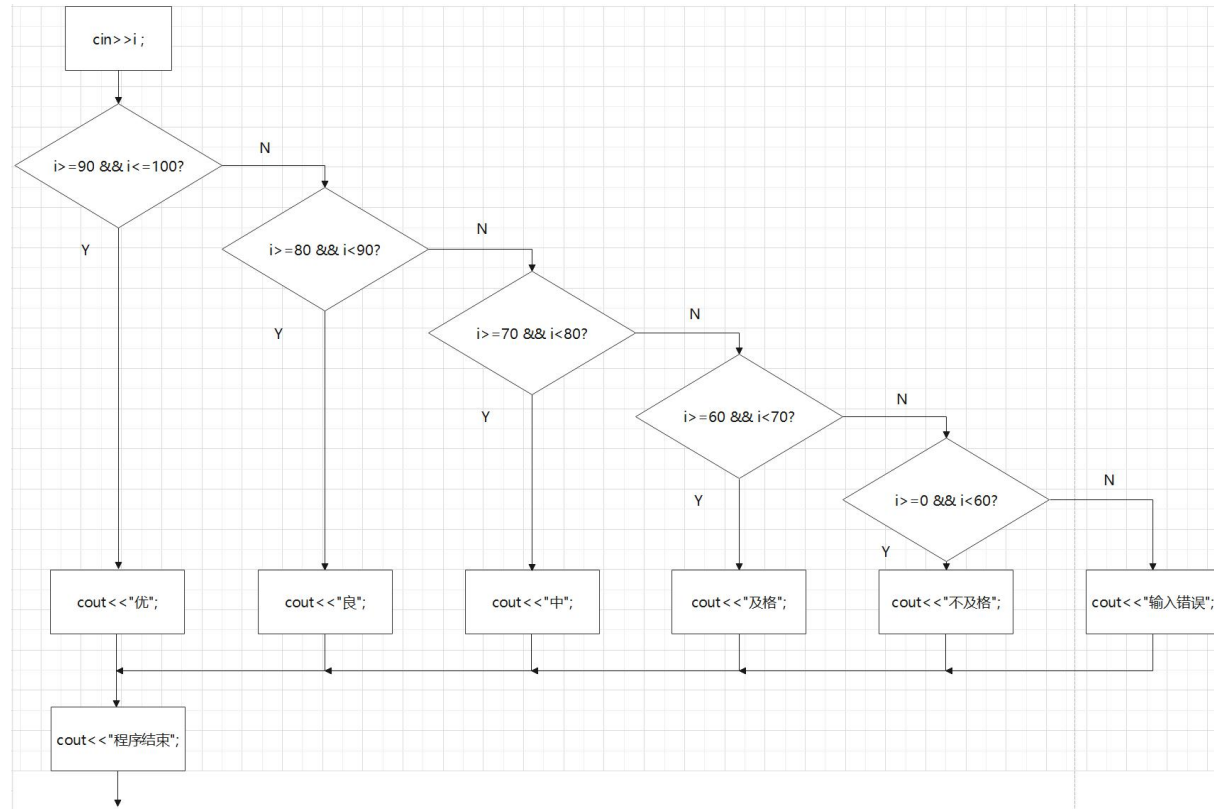 cin>>i ;
i>=90 && i<=100?
N
Y
i>=80 && i<90?
N
Y
i>=70 && i<80?
N
Y
i>=60 && i<70?
N
Y
i>=0 && i<60?
N
Y
cout<<"优";
cout<<"良";
cout<<"中";
cout<<"及格";
cout<<"不及格";
cout<<"输入错误";
cout<<"程序结束";